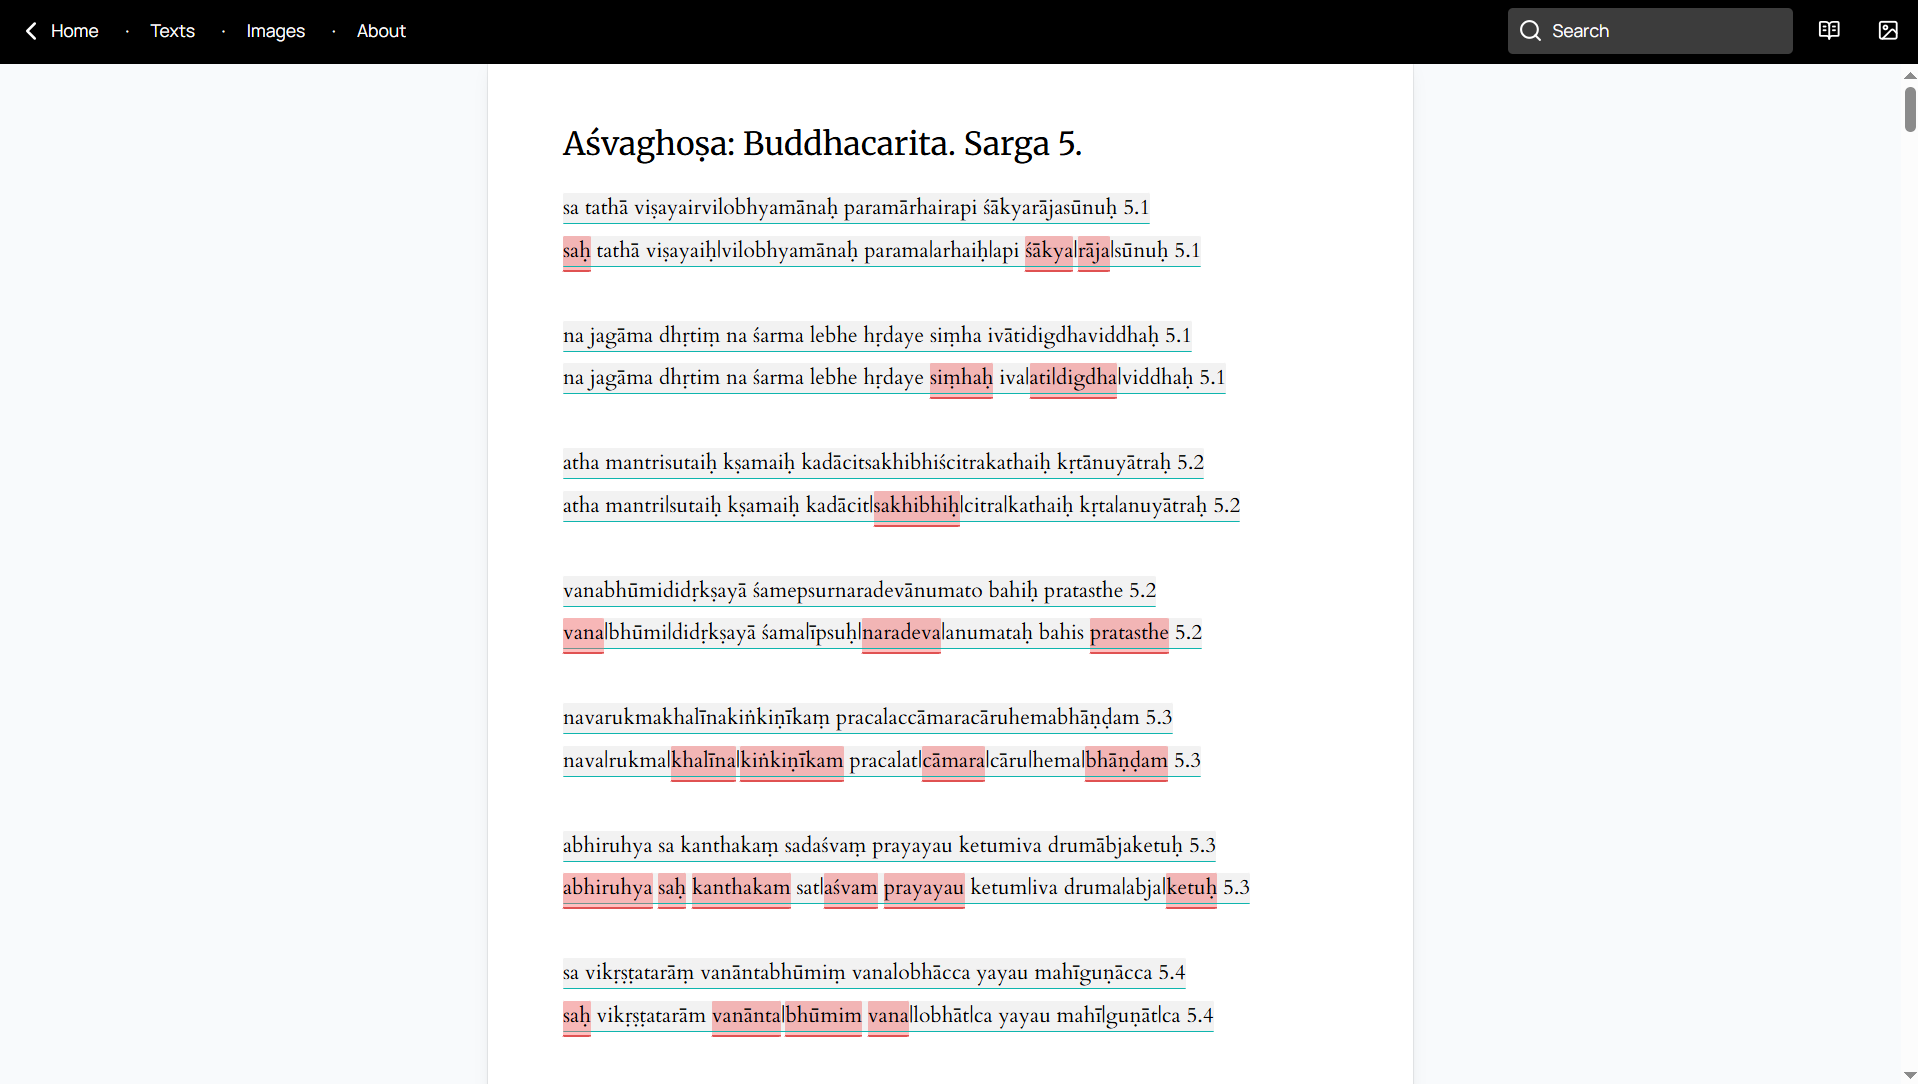 Home · Texts · Images · About Search
Aśvaghoṣa: Buddhacarita. Sarga 5.
sa tathā viṣayairvilobhyamānaḥ paramārhairapi śākyarājasūnuḥ 5.1
saḥ tathā viṣayaiḥ|vilobhyamānaḥ parama|arhaiḥ|api śākya|rāja|sūnuḥ 5.1
na jagāma dhṛtiṃ na śarma lebhe hṛdaye siṃha ivātidigdhaviddhaḥ 5.1
na jagāma dhṛtim na śarma lebhe hṛdaye siṃhaḥ iva|ati|digdha|viddhaḥ 5.1
atha mantrisutaiḥ kṣamaiḥ kadācitsakhibhiścitrakathaiḥ kṛtānuyātraḥ 5.2
atha mantri|sutaiḥ kṣamaiḥ kadācit|sakhibhiḥ|citra|kathaiḥ kṛta|anuyātraḥ 5.2
vanabhūmididṛkṣayā śamepsurnaradevānumato bahiḥ pratasthe 5.2
vana|bhūmi|didṛkṣayā śama|īpsuḥ|naradeva|anumataḥ bahis pratasthe 5.2
navarukmakhalīnakiṅkiṇīkaṃ pracalaccāmaracāruhemabhāṇḍam 5.3
nava|rukma|khalīna|kiṅkiṇīkam pracalat|cāmara|cāru|hema|bhāṇḍam 5.3
abhiruhya sa kanthakaṃ sadaśvaṃ prayayau ketumiva drumābjaketuḥ 5.3
abhiruhya saḥ kanthakam sat|aśvam prayayau ketum|iva druma|abja|ketuḥ 5.3
sa vikṛṣṭatarāṃ vanāntabhūmiṃ vanalobhācca yayau mahīguṇācca 5.4
saḥ vikṛṣṭatarām vanānta|bhūmim vana|lobhāt|ca yayau mahī|guṇāt|ca 5.4